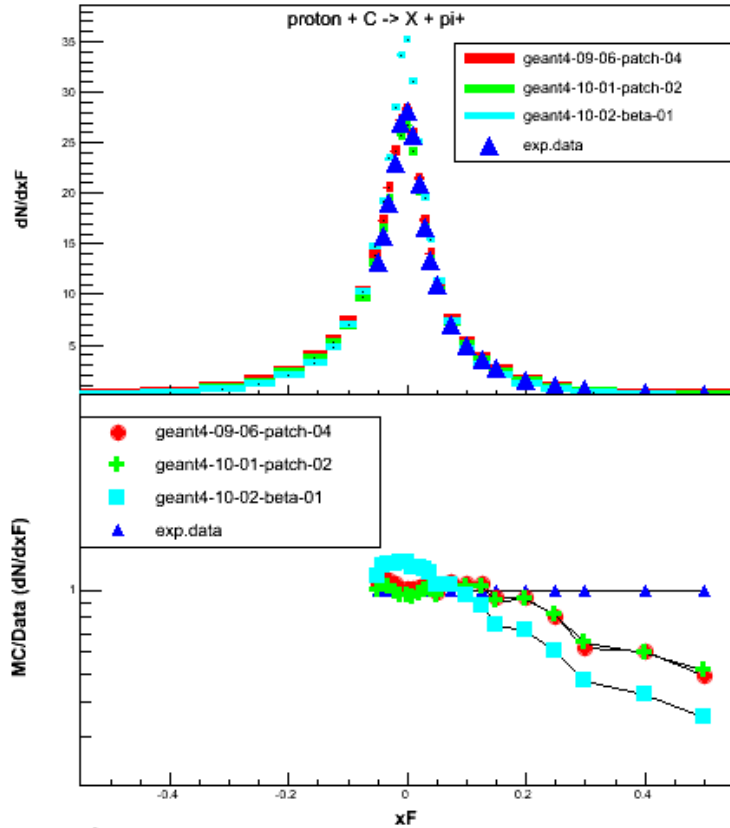 proton + C -> X + pi+
geant4-09-06-patch-04
geant4-10-01-patch-02
geant4-10-02-beta-01
exp.data
dN/dxF
35
30
25
20
15
10
5
geant4-09-06-patch-04
geant4-10-01-patch-02
geant4-10-02-beta-01
exp.data
MC/Data (dN/dxF)
1
-0.4
-0.2
0
0.2
0.4
xF